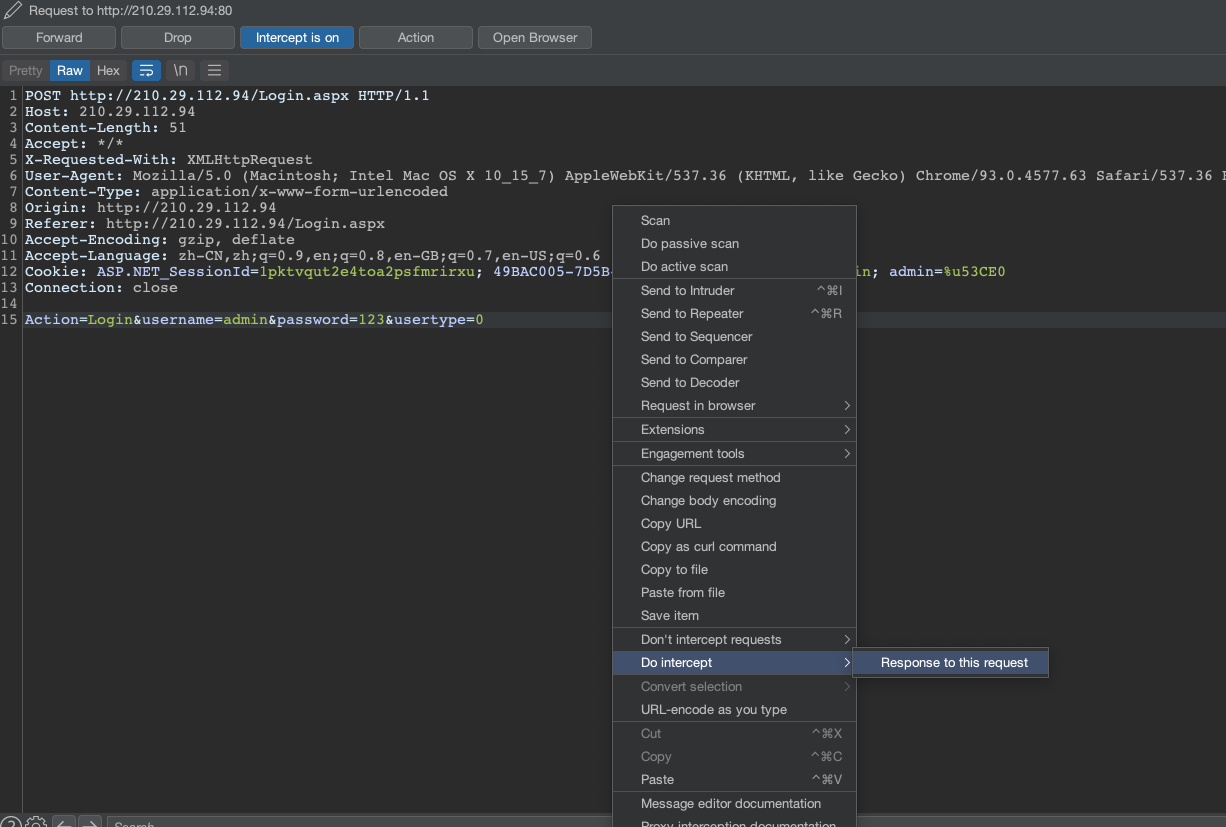 Request to http://210.29.112.94:80
Forward
Drop
Intercept is on
Action
Open Browser
Pretty
Raw
Hex
\n
1 POST http://210.29.112.94/Login.aspx HTTP/1.1
2 Host: 210.29.112.94
3 Content-Length: 51
4 Accept: */*
5 X-Requested-With: XMLHttpRequest
6 User-Agent: Mozilla/5.0 (Macintosh; Intel Mac OS X 10_15_7) AppleWebKit/537.36 (KHTML, like Gecko) Chrome/93.0.4577.63 Safari/537.36
7 Content-Type: application/x-www-form-urlencoded
8 Origin: http://210.29.112.94
9 Referer: http://210.29.112.94/Login.aspx
10 Accept-Encoding: gzip, deflate
11 Accept-Language: zh-CN,zh;q=0.9,en;q=0.8,en-GB;q=0.7,en-US;q=0.6
12 Cookie: ASP.NET_SessionId=1pktvqut2e4toa2psfmrirxu; 49BAC005-7D5B- in; admin=%u53CE0
13 Connection: close
14
15 Action=Login&username=admin&password=123&usertype=0
Scan
Do passive scan
Do active scan
Send to Intruder ^⌘I
Send to Repeater ^⌘R
Send to Sequencer
Send to Comparer
Send to Decoder
Request in browser
Extensions
Engagement tools
Change request method
Change body encoding
Copy URL
Copy as curl command
Copy to file
Paste from file
Save item
Don't intercept requests
Do intercept
Response to this request
Convert selection
URL-encode as you type
Cut ^⌘X
Copy ^⌘C
Paste ^⌘V
Message editor documentation
Proxy interception documentation
Search